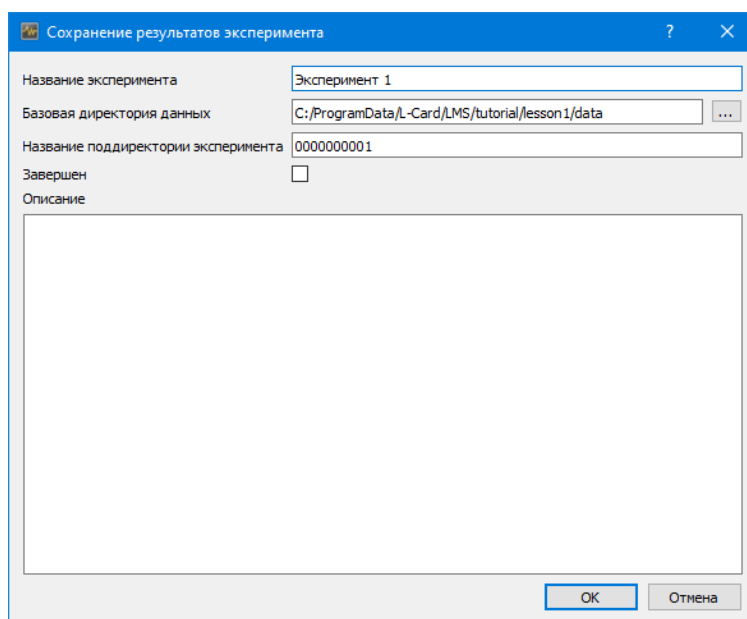 Сохранение результатов эксперимента
Название эксперимента Эксперимент 1
Базовая директория данных C:/ProgramData/L-Card/LMS/tutorial/lesson1/data ...
Название поддиректории эксперимента 0000000001
Завершен
Описание
OK Отмена